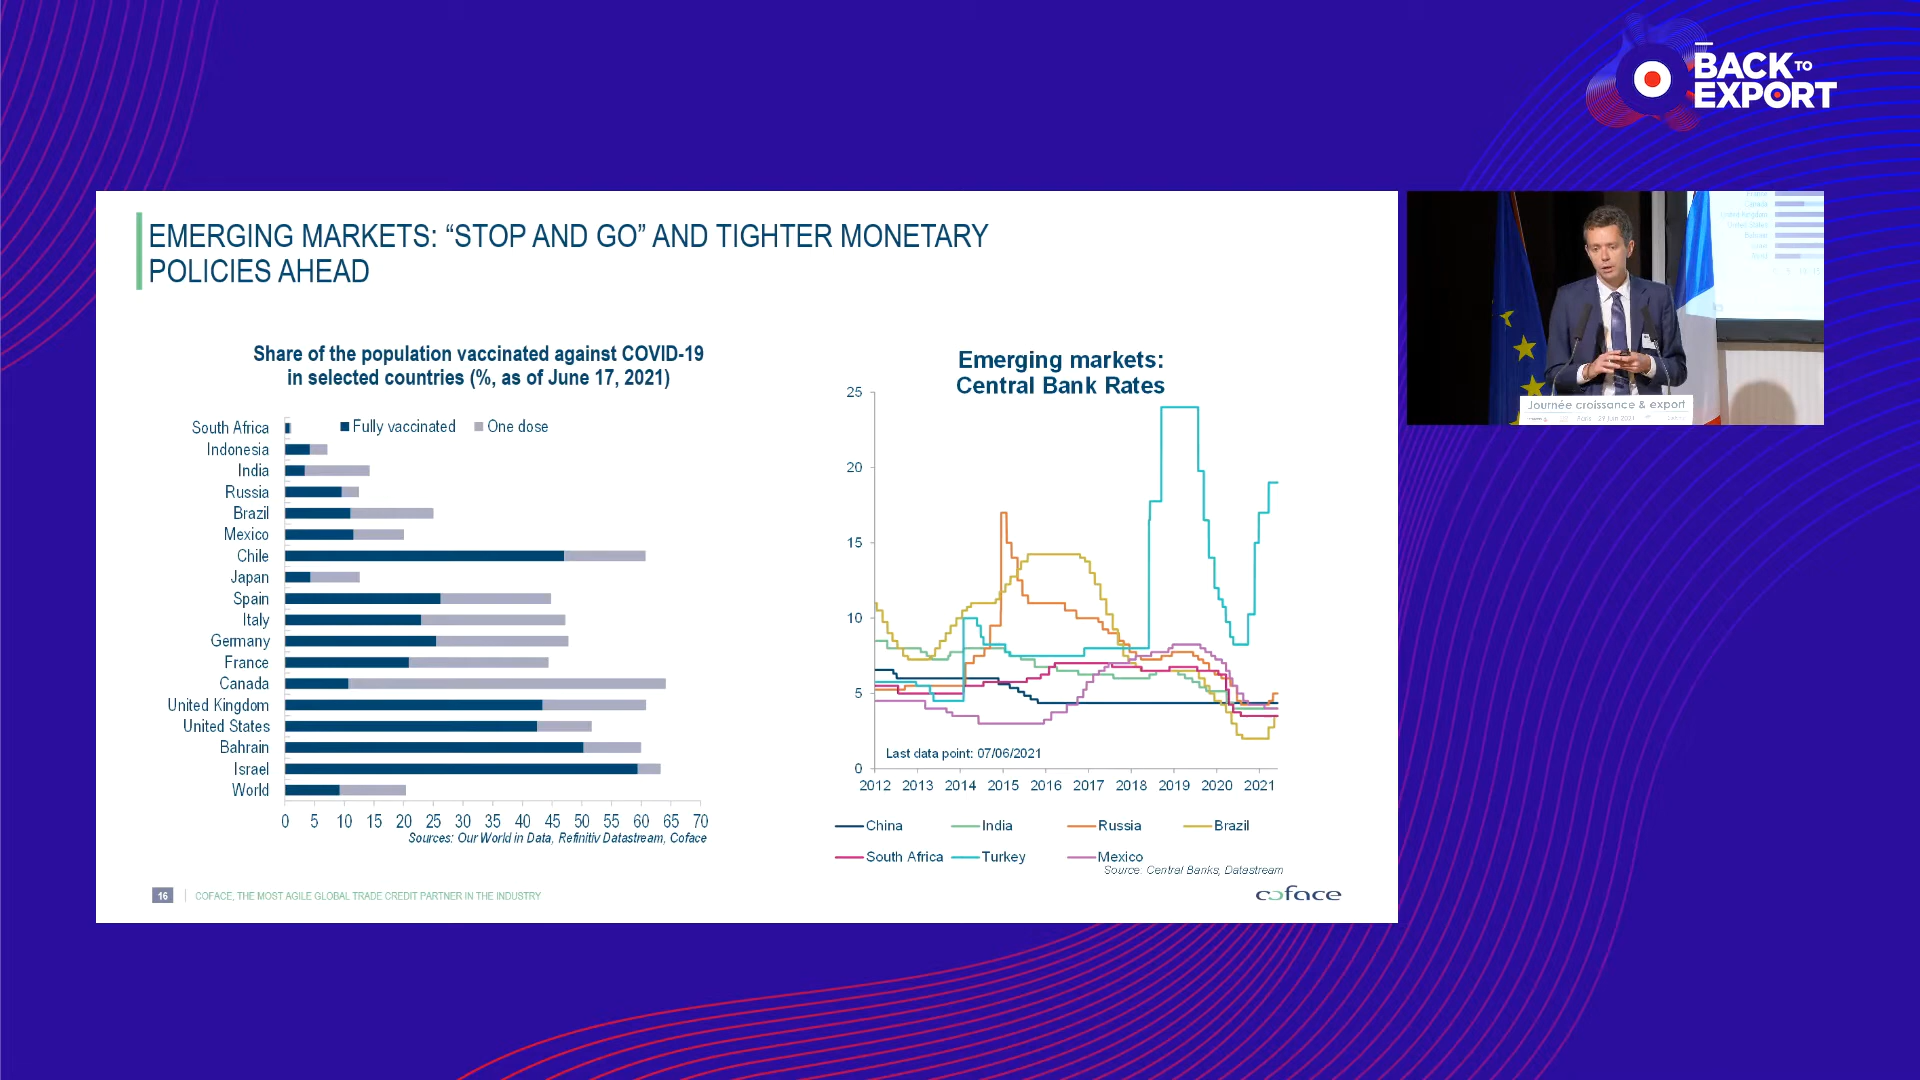 BACK TO
EXPORT
EMERGING MARKETS: “STOP AND GO” AND TIGHTER MONETARY
POLICIES AHEAD
Share of the population vaccinated against COVID-19
in selected countries (%, as of June 17, 2021)
Fully vaccinated One dose
South Africa
Indonesia
India
Russia
Brazil
Mexico
Chile
Japan
Spain
Italy
Germany
France
Canada
United Kingdom
United States
Bahrain
Israel
World
0 5 10 15 20 25 30 35 40 45 50 55 60 65 70
Sources: Our World in Data, Refinitiv Datastream, Coface
Emerging markets:
Central Bank Rates
25
20
15
10
5
0
Last data point: 07/06/2021
2012 2013 2014 2015 2016 2017 2018 2019 2020 2021
China India Russia Brazil
South Africa Turkey Mexico
Source: Central Banks, Datastream
16 COFACE, THE MOST AGILE GLOBAL TRADE CREDIT PARTNER IN THE INDUSTRY
coface
Journée croissance & export
Paris 29 juin 2021